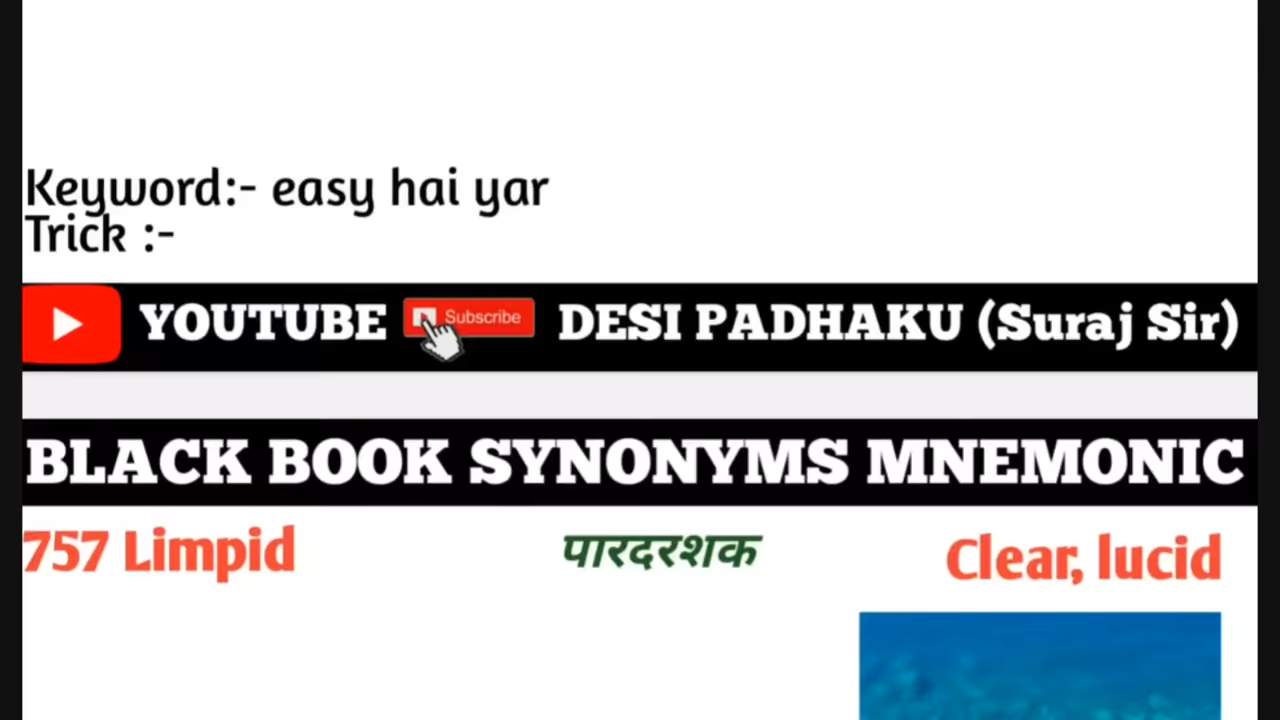 Keyword:- easy hai yar
Trick :-
YOUTUBE Subscribe DESI PADHAKU (Suraj Sir)
BLACK BOOK SYNONYMS MNEMONIC
757 Limpid पारदरशक Clear, lucid